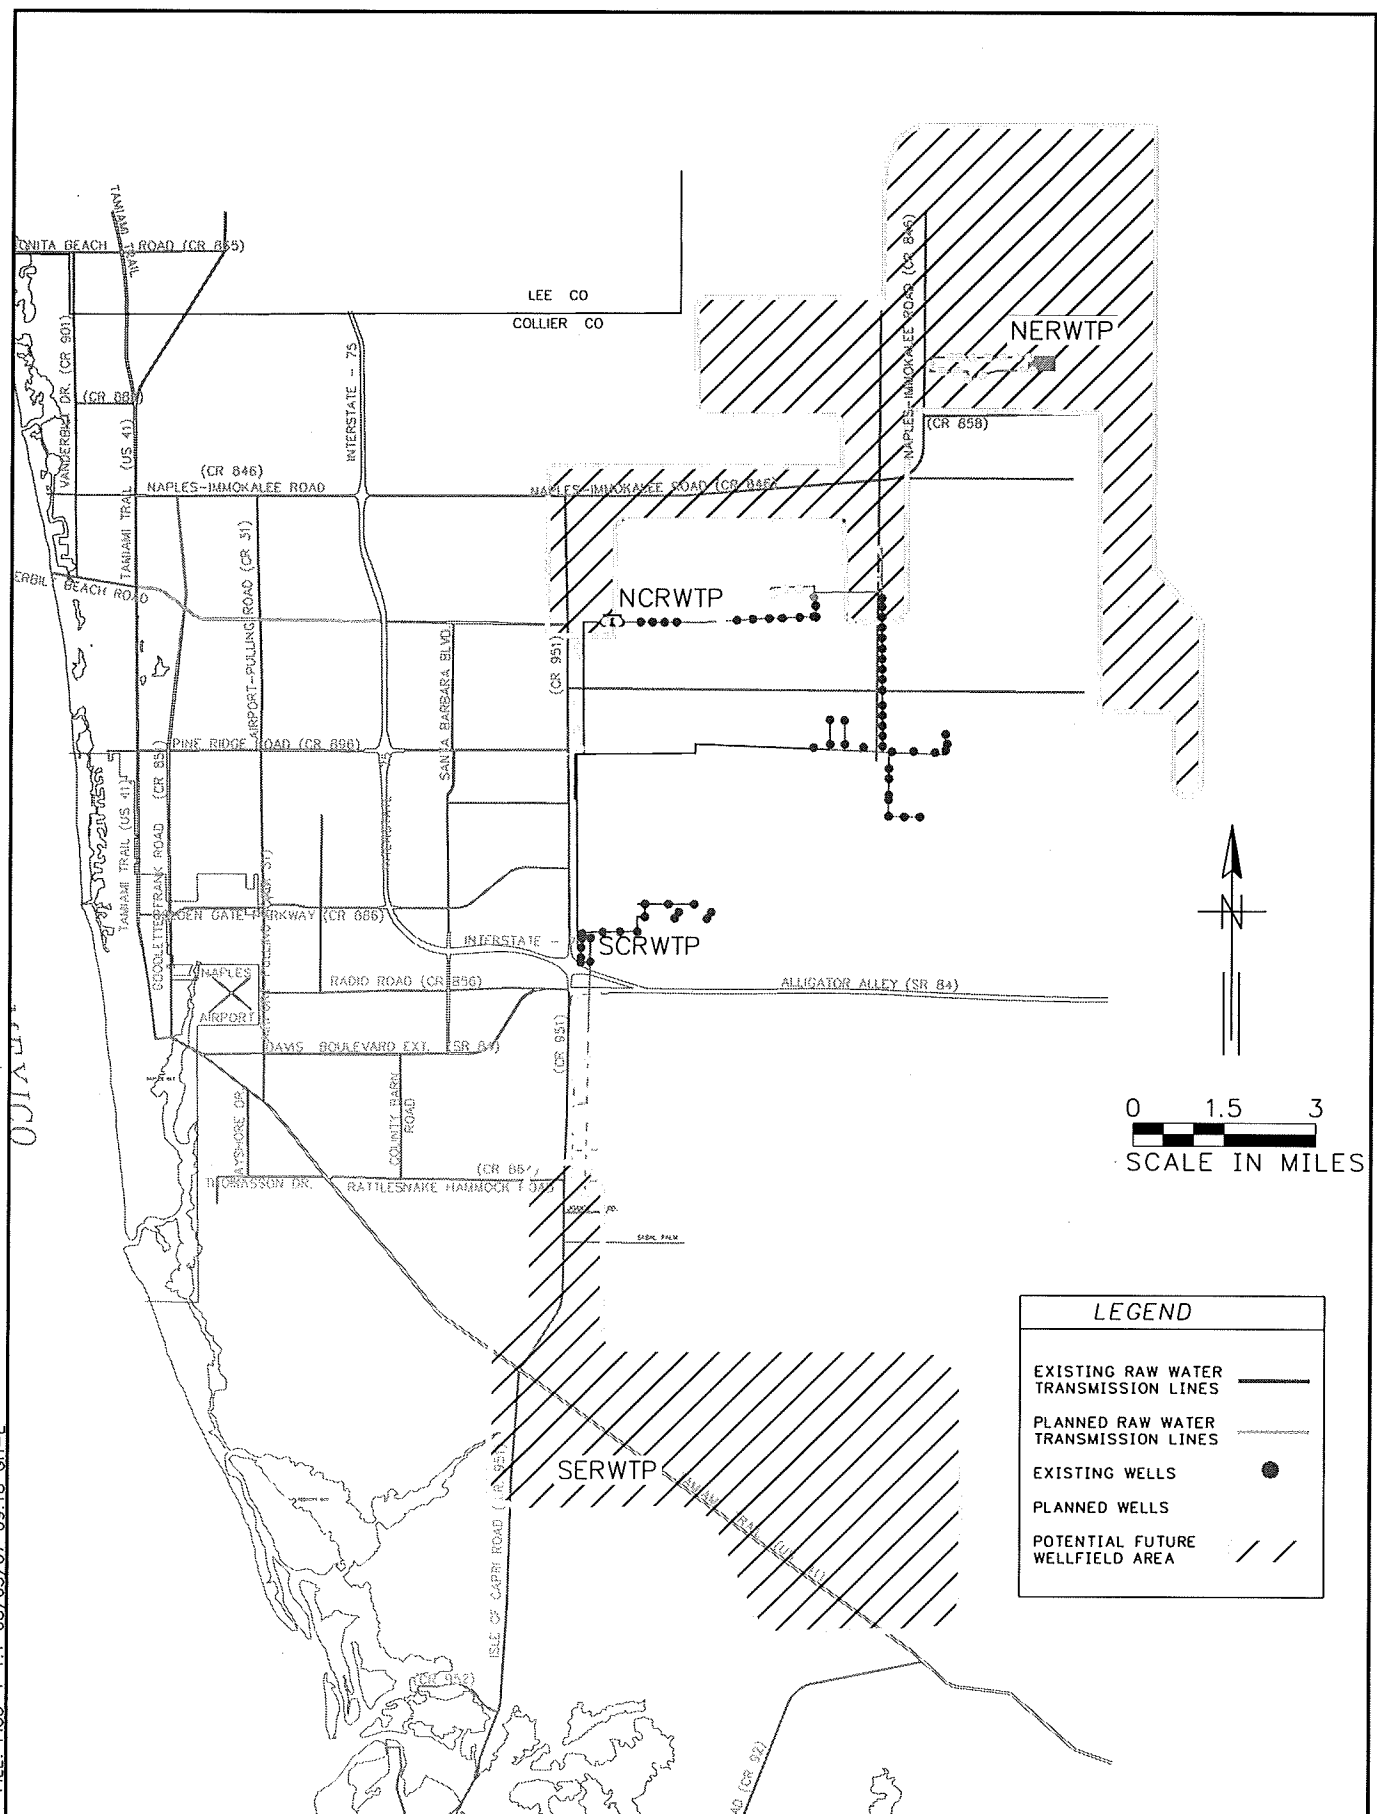 TAMIAMI TRAIL
ONITA BEACH ROAD (CR 865)
LEE CO
COLLIER CO
VANDERBILT DR. (CR 901)
TAMIAMI TRAIL (US 41)
INTERSTATE - 75
NAPLES-IMMOKALEE ROAD (CR 846)
NERWTP
(CR 858)
(CR 846)
NAPLES-IMMOKALEE ROAD
NAPLES-IMMOKALEE ROAD (CR 846)
BEACH ROAD
AIRPORT-PULLING ROAD (CR 31)
NCRWTP
SANTA BARBARA BLVD
(CR 951)
PINE RIDGE ROAD (CR 896)
TAMIAMI TRAIL (US 41)
GOODLETTE FRANK ROAD (CR 851)
GATE PARKWAY (CR 886)
INTERSTATE -
SCRWTP
NAPLES
AIRPORT
RADIO ROAD (CR 856)
ALLIGATOR ALLEY (SR 84)
DAVIS BOULEVARD EXT. (SR 84)
(CR 951)
MEXICO
BAYSHORE DR.
COUNTY BARN
ROAD
THOMASSON DR.
RATTLESNAKE HAMMOCK ROAD
SABAL PALM
N
0 1.5 3
SCALE IN MILES
LEGEND
EXISTING RAW WATER
TRANSMISSION LINES
PLANNED RAW WATER
TRANSMISSION LINES
EXISTING WELLS
PLANNED WELLS
POTENTIAL FUTURE
WELLFIELD AREA
SERWTP
TAMIAMI TRAIL (US 41)
ISLE OF CAPRI ROAD (CR 951)
(CR 952)
(CR 92)